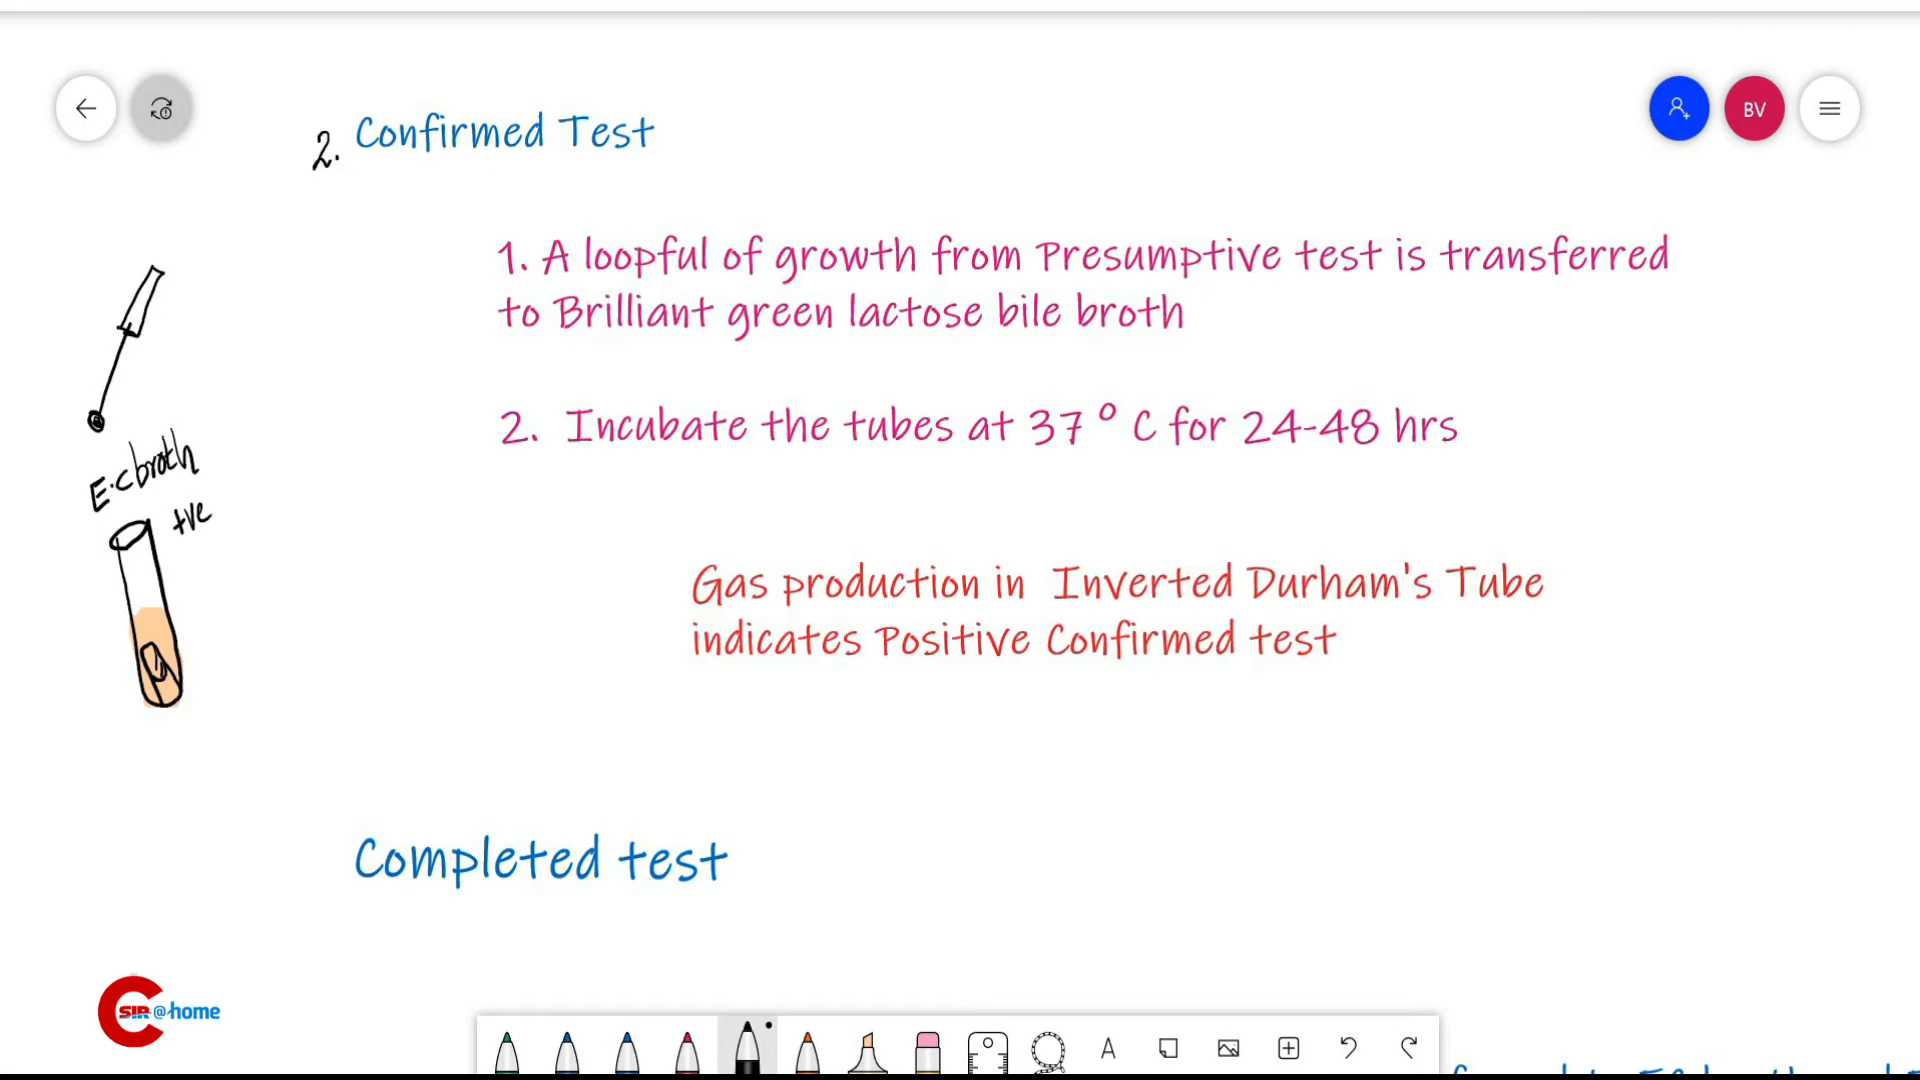 BV
2. Confirmed Test
1. A loopful of growth from Presumptive test is transferred
to Brilliant green lactose bile broth
2. Incubate the tubes at 37 ° C for 24-48 hrs
E.C broth
+ve
Gas production in Inverted Durham's Tube
indicates Positive Confirmed test
Completed test
CSIR@home
A